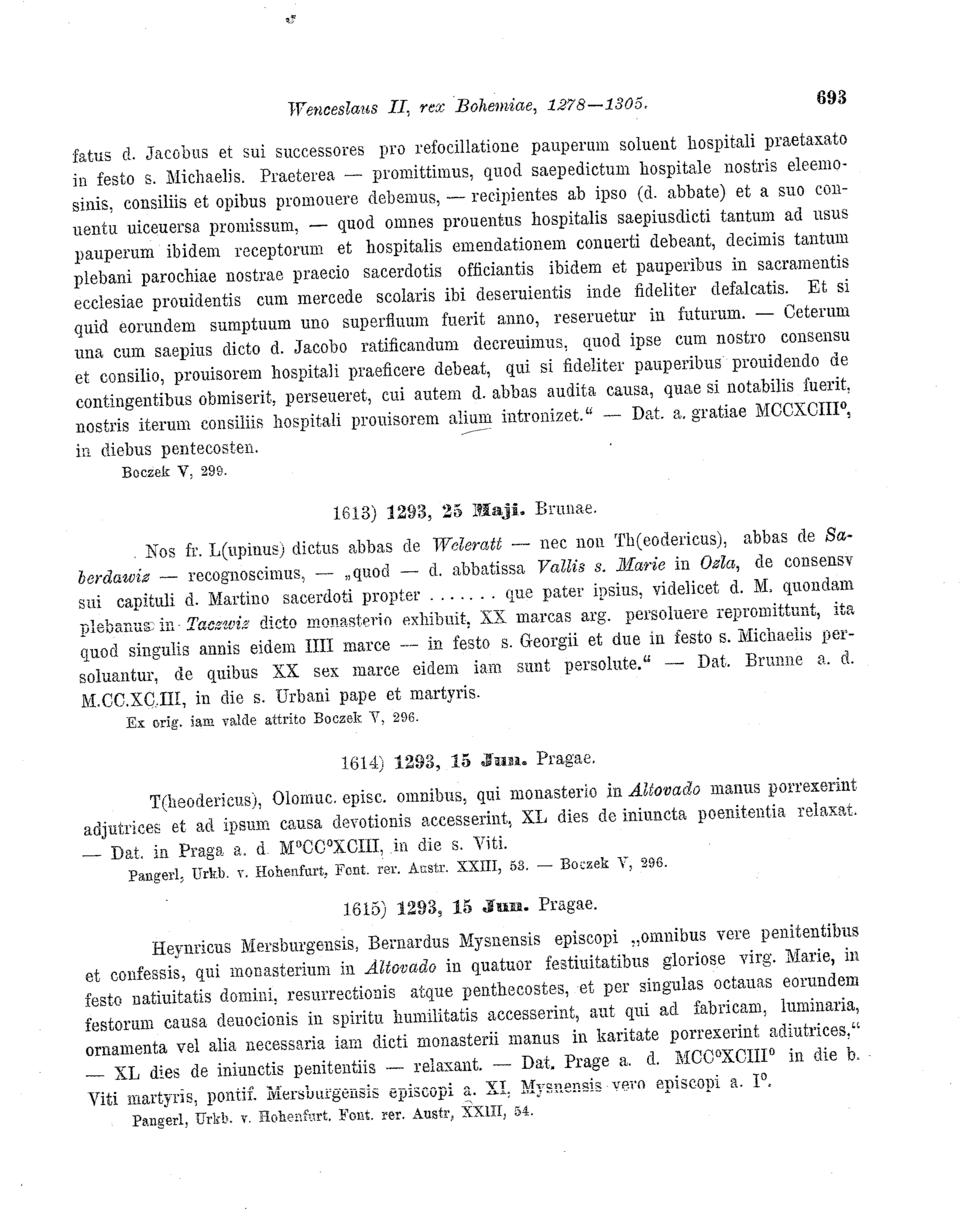 Wenceslaus II, rex Bohemiae, 1278—1305. 693
fatus d. Jacobus et sui successores pro refocillatione pauperum soluent hospitali praetaxato
in festo s. Michaelis. Praeterea — promittimus, quod saepedictum hospitale nostris eleemo-
sinis, consiliis et opibus promouere debemus, — recipientes ab ipso (d. abbate) et a suo con-
uentu uiceuersa promissum, — quod omnes prouentus hospitalis saepiusdicti tantum ad usus
pauperum ibidem receptorum et hospitalis emendationem conuerti debeant, decimis tantum
plebani parochiae nostrae praecio sacerdotis officiantis ibidem et pauperibus in sacramentis
ecclesiae prouidentis cum mercede scolaris ibi deseruientis inde fideliter defalcatis. Et si
quid eorundem sumptuum uno superfluum fuerit anno, reseruetur in futurum. — Ceterum
una cum saepius dicto d. Jacobo ratificandum decreuimus, quod ipse cum nostro consensu
et consilio, prouisorem hospitali praeficere debeat, qui si fideliter pauperibus prouidendo de
contingentibus obmiserit, perseueret, cui autem d. abbas audita causa, quae si notabilis fuerit,
nostris iterum consiliis hospitali prouisorem alium intronizet.“ — Dat. a. gratiae MCCXCIIIº,
in diebus pentecosten.
Boczek V, 299.
1613) 1293, 25 Maji. Brunae.
Nos fr. L(upinus) dictus abbas de Weleratt — nec non Th(eodericus), abbas de Sa-
berdawiz — recognoscimus, — „quod — d. abbatissa Vallis s. Marie in Ozla, de consensv
sui capituli d. Martino sacerdoti propter ....... que pater ipsius, videlicet d. M. quondam
plebanus in Taczwiz dicto monasterio exhibuit, XX marcas arg. persoluere repromittunt, ita
quod singulis annis eidem IIII marce — in festo s. Georgii et due in festo s. Michaelis per-
soluantur, de quibus XX sex marce eidem iam sunt persolute.“ — Dat. Brunne a. d.
M.CC.XC.III, in die s. Urbani pape et martyris.
Ex orig. iam valde attrito Boczek V, 296.
1614) 1293, 15 Jun. Pragae.
T(heodericus), Olomuc. episc. omnibus, qui monasterio in Altovado manus porrexerint
adjutrices et ad ipsum causa devotionis accesserint, XL dies de iniuncta poenitentia relaxat.
— Dat. in Praga a. d. MºCCºXCIII, in die s. Viti.
Pangerl, Urkb. v. Hohenfurt, Font. rer. Austr. XXIII, 53. — Boczek V, 296.
1615) 1293, 15 Jun. Pragae.
Heynricus Mersburgensis, Bernardus Mysnensis episcopi „omnibus vere penitentibus
et confessis, qui monasterium in Altovado in quatuor festiuitatibus gloriose virg. Marie, in
festo natiuitatis domini, resurrectionis atque penthecostes, et per singulas octauas eorundem
festorum causa deuocionis in spiritu humilitatis accesserint, aut qui ad fabricam, luminaria,
ornamenta vel alia necessaria iam dicti monasterii manus in karitate porrexerint adiutrices,“
— XL dies de iniunctis penitentiis — relaxant. — Dat. Prage a. d. MCCºXCIIIº in die b.
Viti martyris, pontif. Mersburgensis episcopi a. XI, Mysnensis vero episcopi a. Iº.
Pangerl, Urkb. v. Hohenfurt. Font. rer. Austr, XXIII, 54.